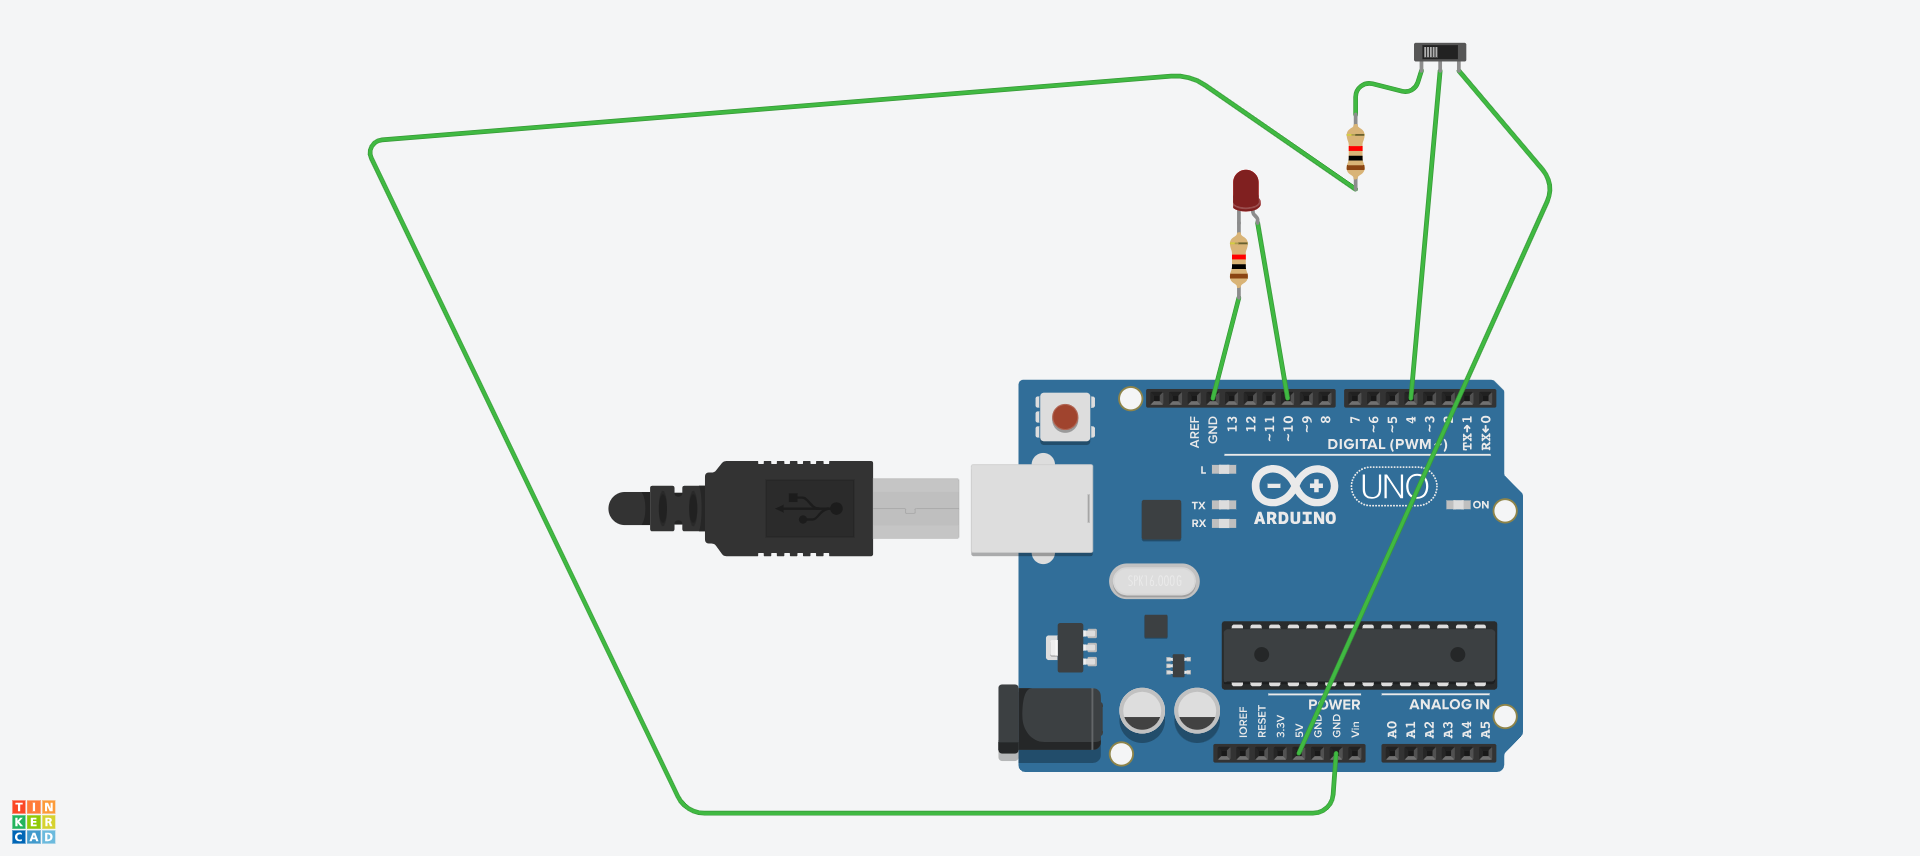 AREF
GND
13
12
~11
~10
~9
8
7
~6
~5
4
~3
2
TX→1
RX←0
DIGITAL (PWM~)
L
TX
RX
UNO
ARDUINO
ON
SPK16.000G
POWER
ANALOG IN
IOREF
RESET
3.3V
5V
GND
GND
Vin
A0
A1
A2
A3
A4
A5
TIN
KER
CAD